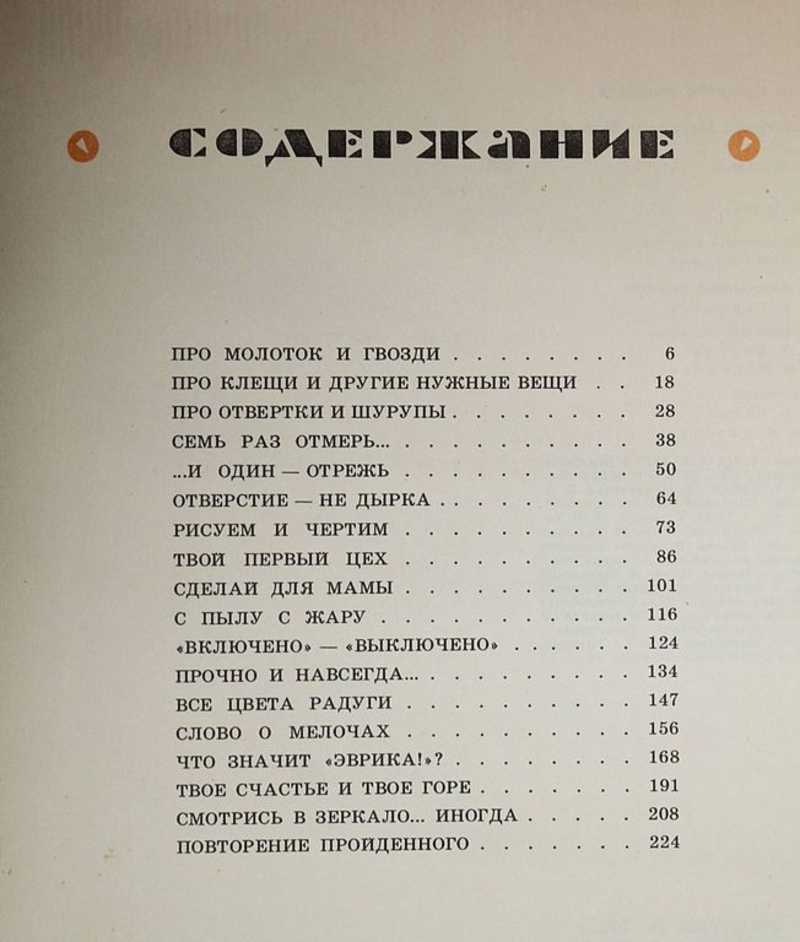 СОДЕРЖАНИЕ
ПРО МОЛОТОК И ГВОЗДИ . . . . . . . . 6
ПРО КЛЕЩИ И ДРУГИЕ НУЖНЫЕ ВЕЩИ . . 18
ПРО ОТВЕРТКИ И ШУРУПЫ . . . . . . . . 28
СЕМЬ РАЗ ОТМЕРЬ... . . . . . . . . . . 38
...И ОДИН — ОТРЕЖЬ . . . . . . . . . . 50
ОТВЕРСТИЕ — НЕ ДЫРКА . . . . . . . . . 64
РИСУЕМ И ЧЕРТИМ . . . . . . . . . . 73
ТВОЙ ПЕРВЫЙ ЦЕХ . . . . . . . . . . 86
СДЕЛАЙ ДЛЯ МАМЫ . . . . . . . . . . 101
С ПЫЛУ С ЖАРУ . . . . . . . . . . . 116
«ВКЛЮЧЕНО» — «ВЫКЛЮЧЕНО» . . . . . . 124
ПРОЧНО И НАВСЕГДА... . . . . . . . . . 134
ВСЕ ЦВЕТА РАДУГИ . . . . . . . . . . 147
СЛОВО О МЕЛОЧАХ . . . . . . . . . . 156
ЧТО ЗНАЧИТ «ЭВРИКА!»? . . . . . . . . 168
ТВОЕ СЧАСТЬЕ И ТВОЕ ГОРЕ . . . . . . . 191
СМОТРИСЬ В ЗЕРКАЛО... ИНОГДА . . . . . 208
ПОВТОРЕНИЕ ПРОЙДЕННОГО . . . . . . . 224